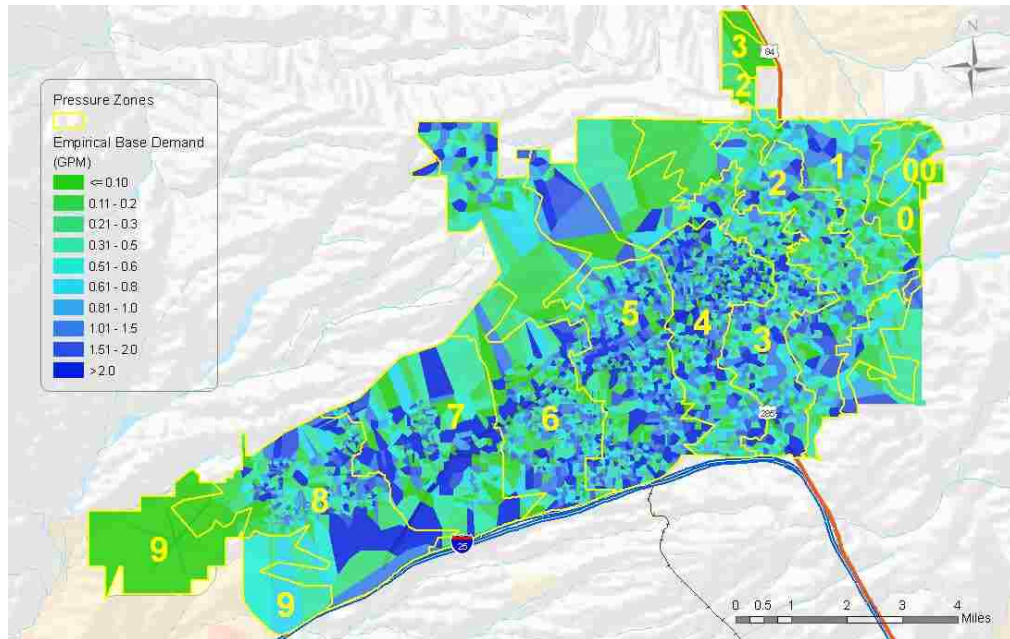 3
84
2
N
Pressure Zones
Empirical Base Demand
(GPM)
<= 0.10
0.11 - 0.2
0.21 - 0.3
0.31 - 0.5
0.51 - 0.6
0.61 - 0.8
0.81 - 1.0
1.01 - 1.5
1.51 - 2.0
> 2.0
1
2
00
0
5
4
3
7
6
285
8
9
25
9
0 0.5 1 2 3 4
Miles